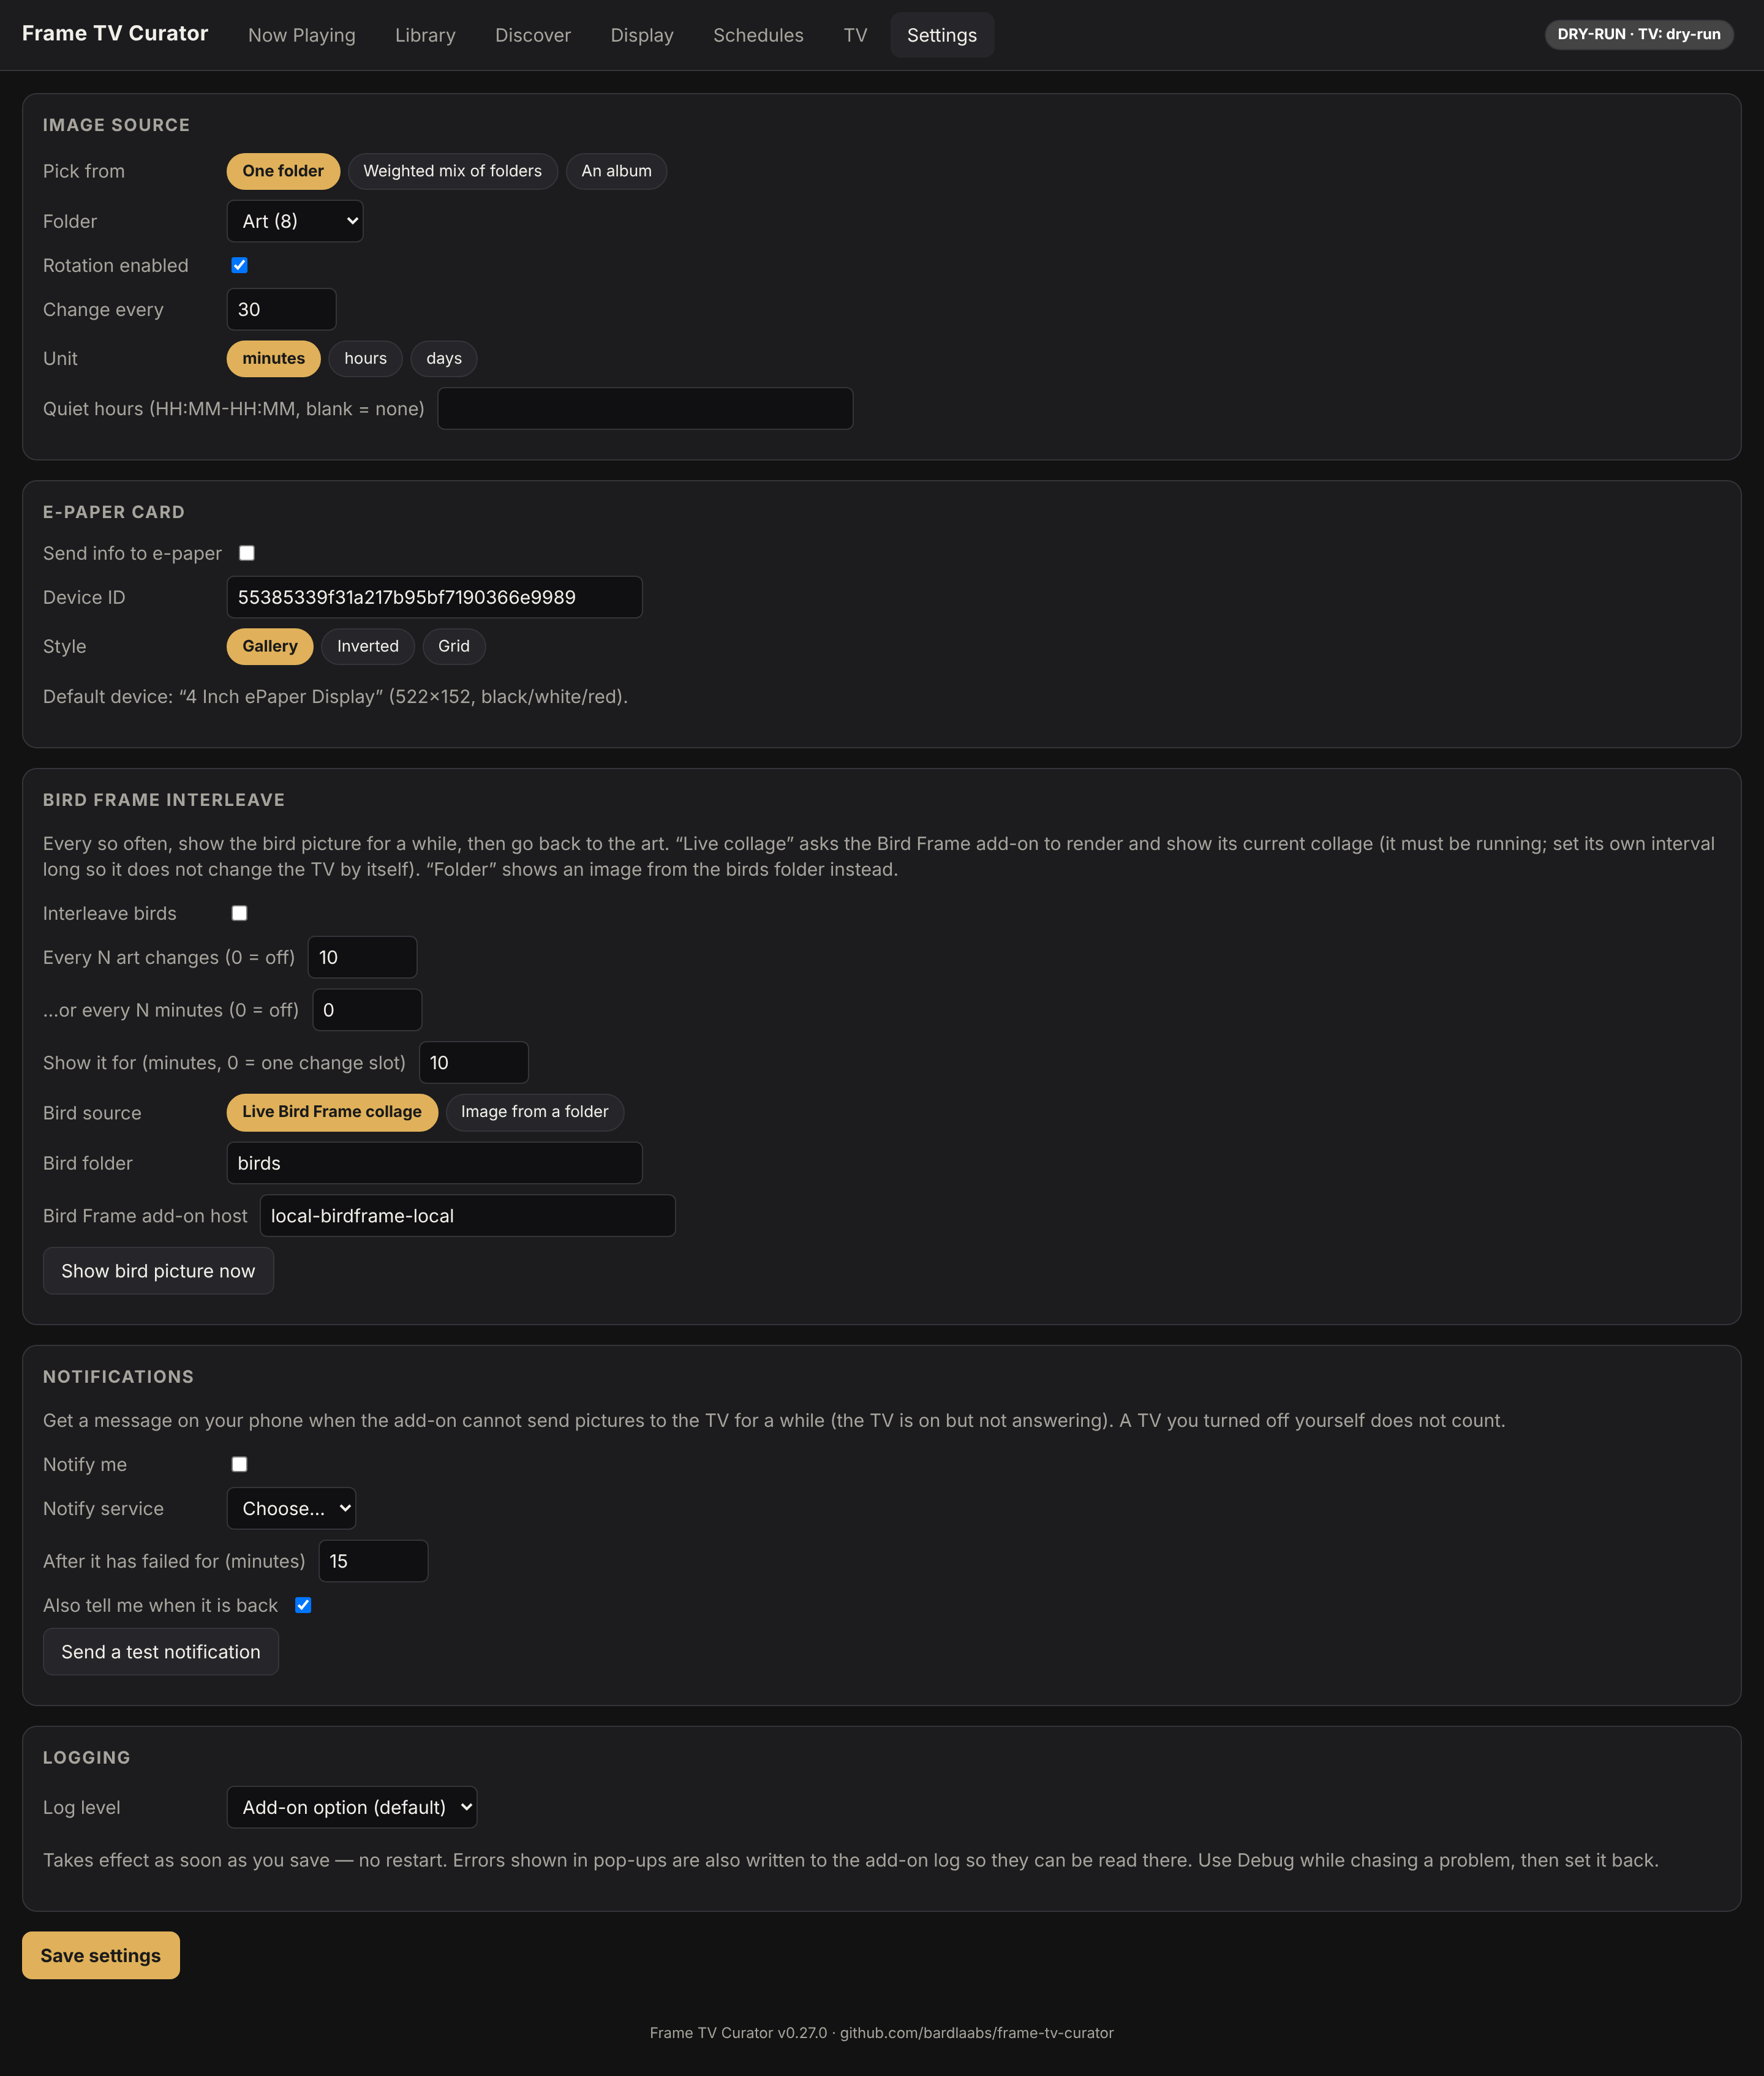 Frame TV Curator Now Playing Library Discover Display Schedules TV Settings DRY-RUN · TV: dry-run
IMAGE SOURCE
Pick from One folder Weighted mix of folders An album
Folder Art (8)
Rotation enabled
Change every 30
Unit minutes hours days
Quiet hours (HH:MM-HH:MM, blank = none)
E-PAPER CARD
Send info to e-paper
Device ID 55385339f31a217b95bf7190366e9989
Style Gallery Inverted Grid
Default device: “4 Inch ePaper Display” (522×152, black/white/red).
BIRD FRAME INTERLEAVE
Every so often, show the bird picture for a while, then go back to the art. “Live collage” asks the Bird Frame add-on to render and show its current collage (it must be running; set its own interval
long so it does not change the TV by itself). “Folder” shows an image from the birds folder instead.
Interleave birds
Every N art changes (0 = off) 10
…or every N minutes (0 = off) 0
Show it for (minutes, 0 = one change slot) 10
Bird source Live Bird Frame collage Image from a folder
Bird folder birds
Bird Frame add-on host local-birdframe-local
Show bird picture now
NOTIFICATIONS
Get a message on your phone when the add-on cannot send pictures to the TV for a while (the TV is on but not answering). A TV you turned off yourself does not count.
Notify me
Notify service Choose…
After it has failed for (minutes) 15
Also tell me when it is back
Send a test notification
LOGGING
Log level Add-on option (default)
Takes effect as soon as you save — no restart. Errors shown in pop-ups are also written to the add-on log so they can be read there. Use Debug while chasing a problem, then set it back.
Save settings
Frame TV Curator v0.27.0 · github.com/bardlaabs/frame-tv-curator